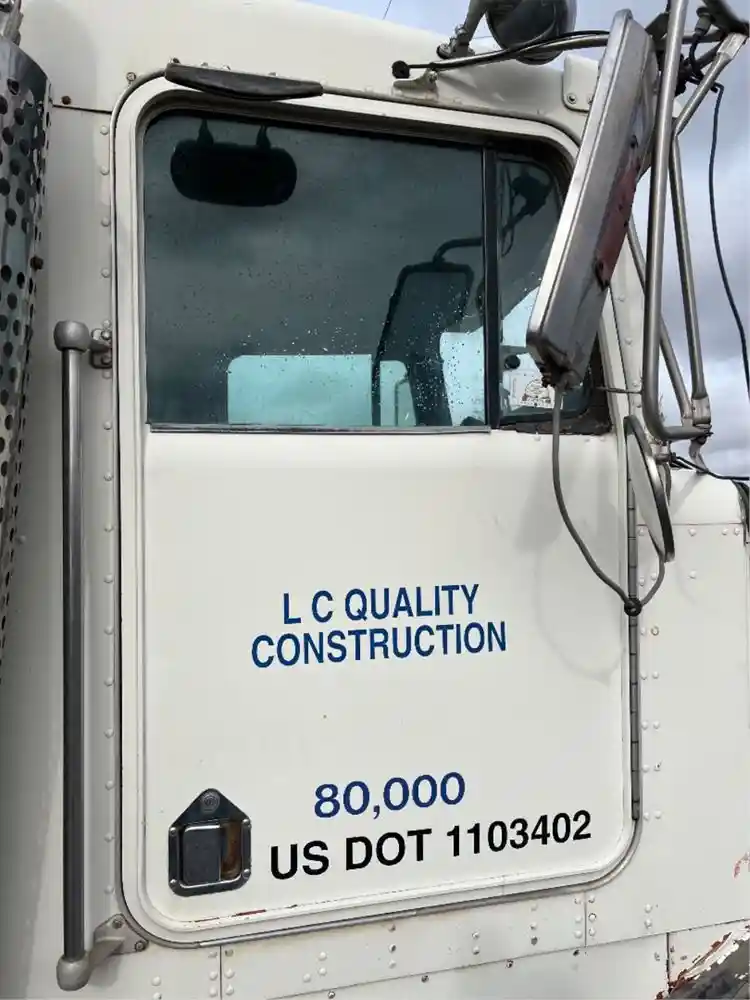 L C QUALITY
CONSTRUCTION
80,000
US DOT 1103402